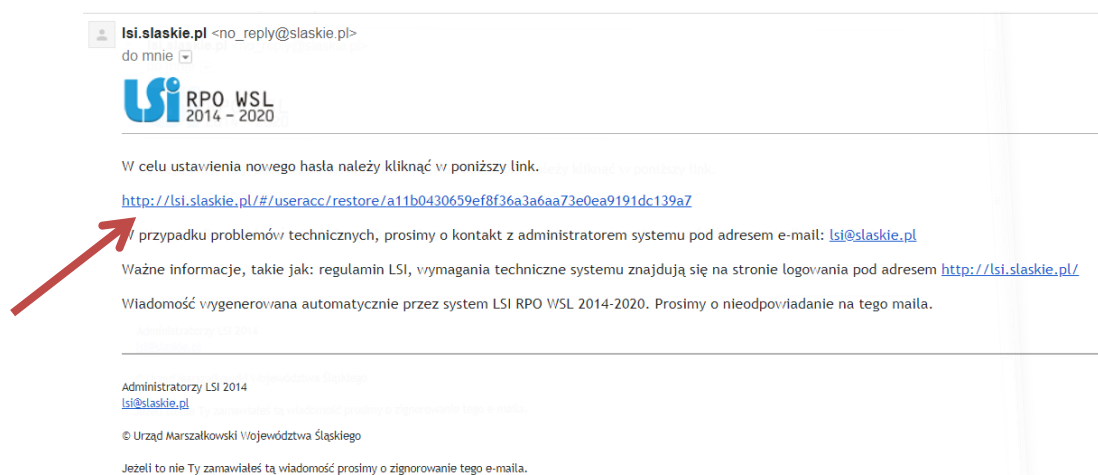 lsi.slaskie.pl <no_reply@slaskie.pl>
do mnie
LSi RPO WSL
2014 - 2020
W celu ustawienia nowego hasła należy kliknąć w poniższy link.
http://lsi.slaskie.pl/#/useracc/restore/a11b0430659ef8f36a3a6aa73e0ea9191dc139a7
W przypadku problemów technicznych, prosimy o kontakt z administratorem systemu pod adresem e-mail: lsi@slaskie.pl
Ważne informacje, takie jak: regulamin LSI, wymagania techniczne systemu znajdują się na stronie logowania pod adresem http://lsi.slaskie.pl/
Wiadomość wygenerowana automatycznie przez system LSI RPO WSL 2014-2020. Prosimy o nieodpowiadanie na tego maila.
Administratorzy LSI 2014
lsi@slaskie.pl
© Urząd Marszałkowski Województwa Śląskiego
Jeżeli to nie Ty zamawiałeś tą wiadomość prosimy o zignorowanie tego e-maila.